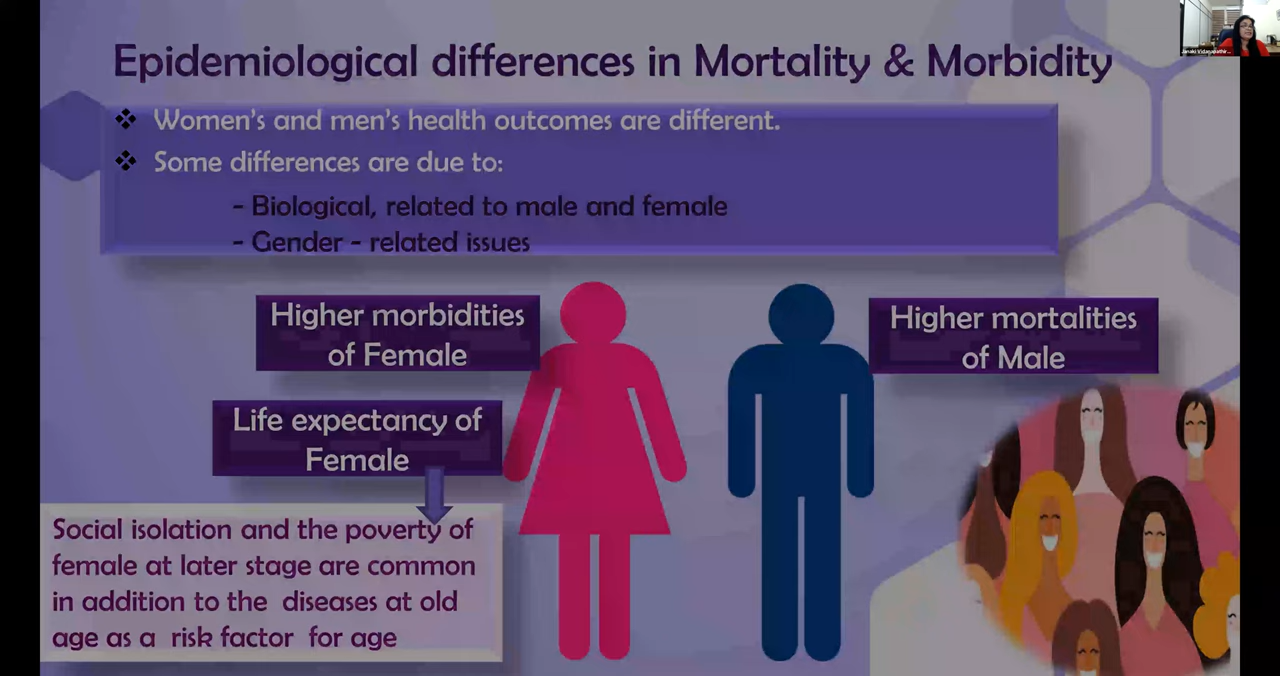 Epidemiological differences in Mortality & Morbidity
❖ Women's and men's health outcomes are different.
❖ Some differences are due to:
- Biological, related to male and female
- Gender - related issues
Higher morbidities
of Female
Higher mortalities
of Male
Life expectancy of
Female
Social isolation and the poverty of
female at later stage are common
in addition to the diseases at old
age as a risk factor for age